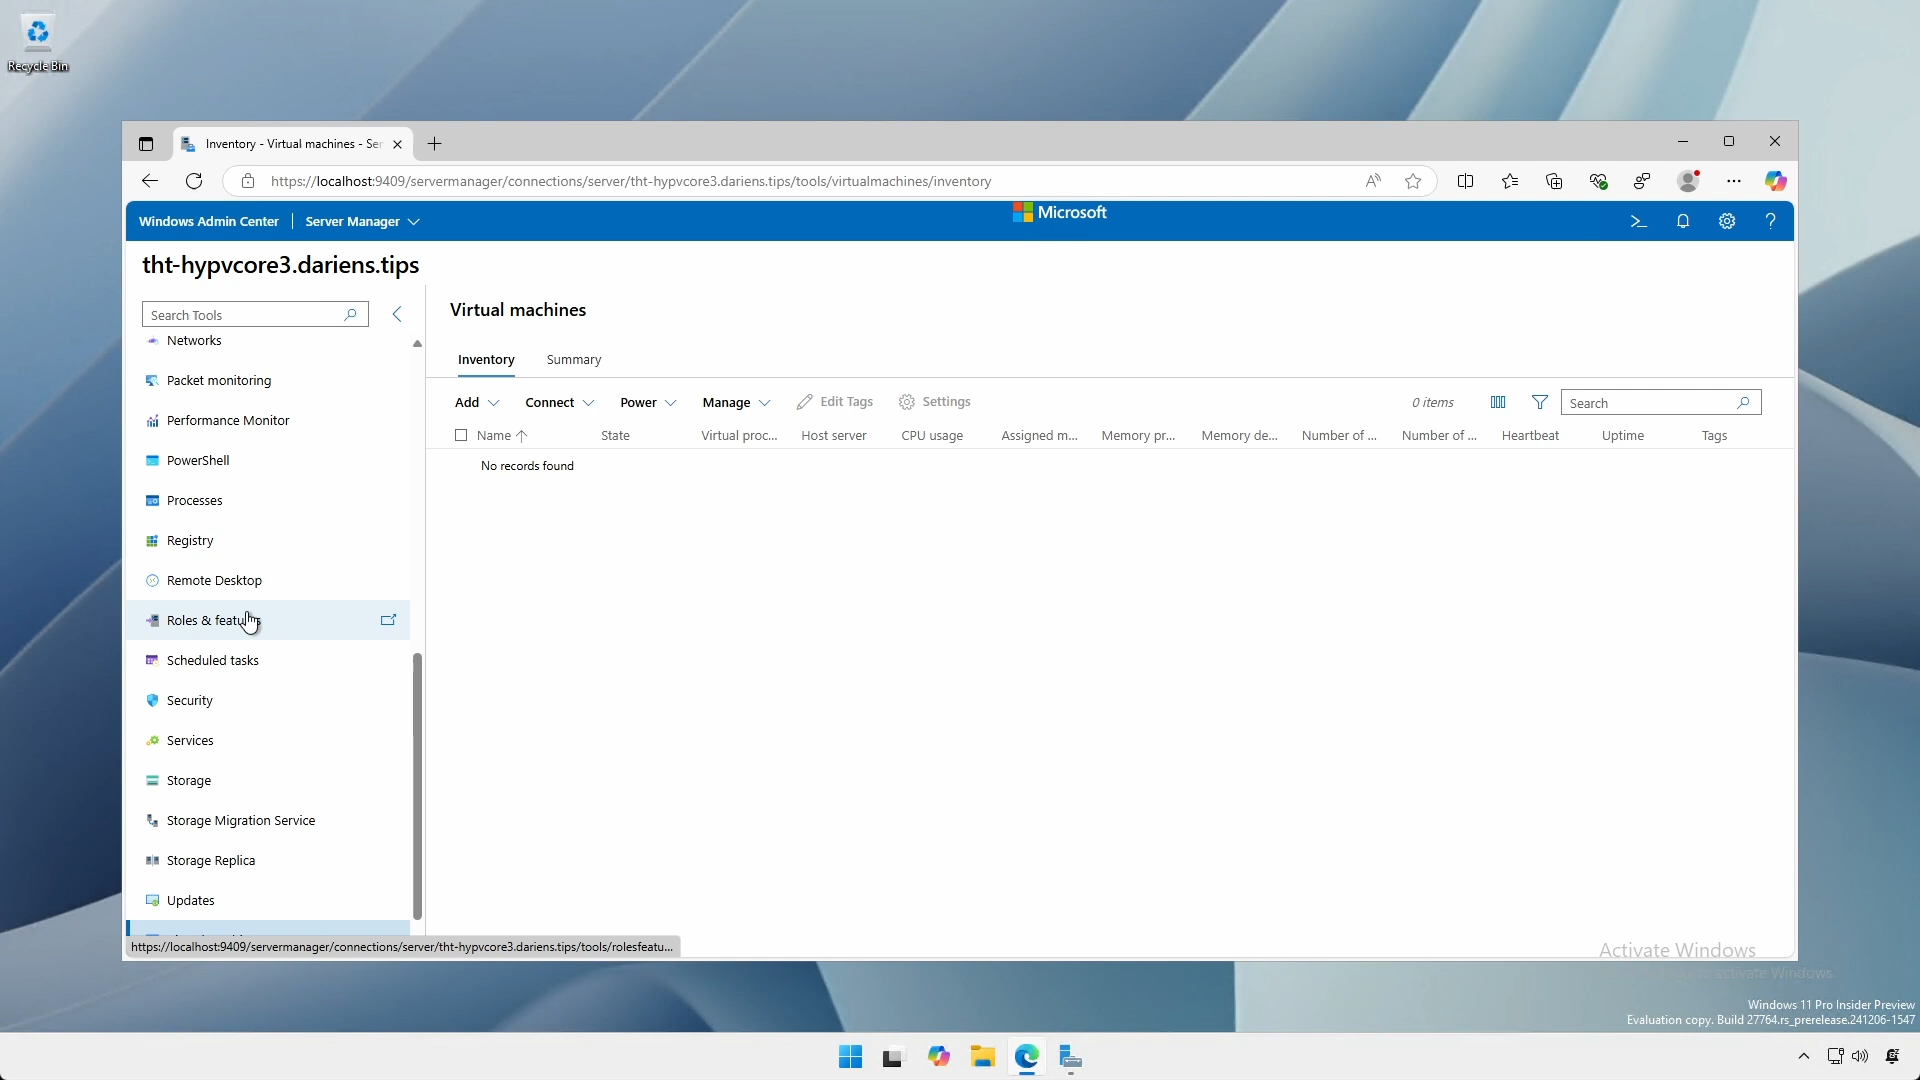 Recycle Bin
Inventory - Virtual machines - Ser
https://localhost:9409/servermanager/connections/server/tht-hypvcore3.dariens.tips/tools/virtualmachines/inventory
Windows Admin Center | Server Manager
Microsoft
tht-hypvcore3.dariens.tips
Search Tools
Networks
Packet monitoring
Performance Monitor
PowerShell
Processes
Registry
Remote Desktop
Roles & features
Scheduled tasks
Security
Services
Storage
Storage Migration Service
Storage Replica
Updates
https://localhost:9409/servermanager/connections/server/tht-hypvcore3.dariens.tips/tools/rolesfeatu...
Virtual machines
Inventory Summary
Add Connect Power Manage Edit Tags Settings 0 items Search
Name State Virtual proc... Host server CPU usage Assigned m... Memory pr... Memory de... Number of ... Number of ... Heartbeat Uptime Tags
No records found
Activate Windows
activate Windows.
Windows 11 Pro Insider Preview
Evaluation copy. Build 27764.rs_prerelease.241206-1547